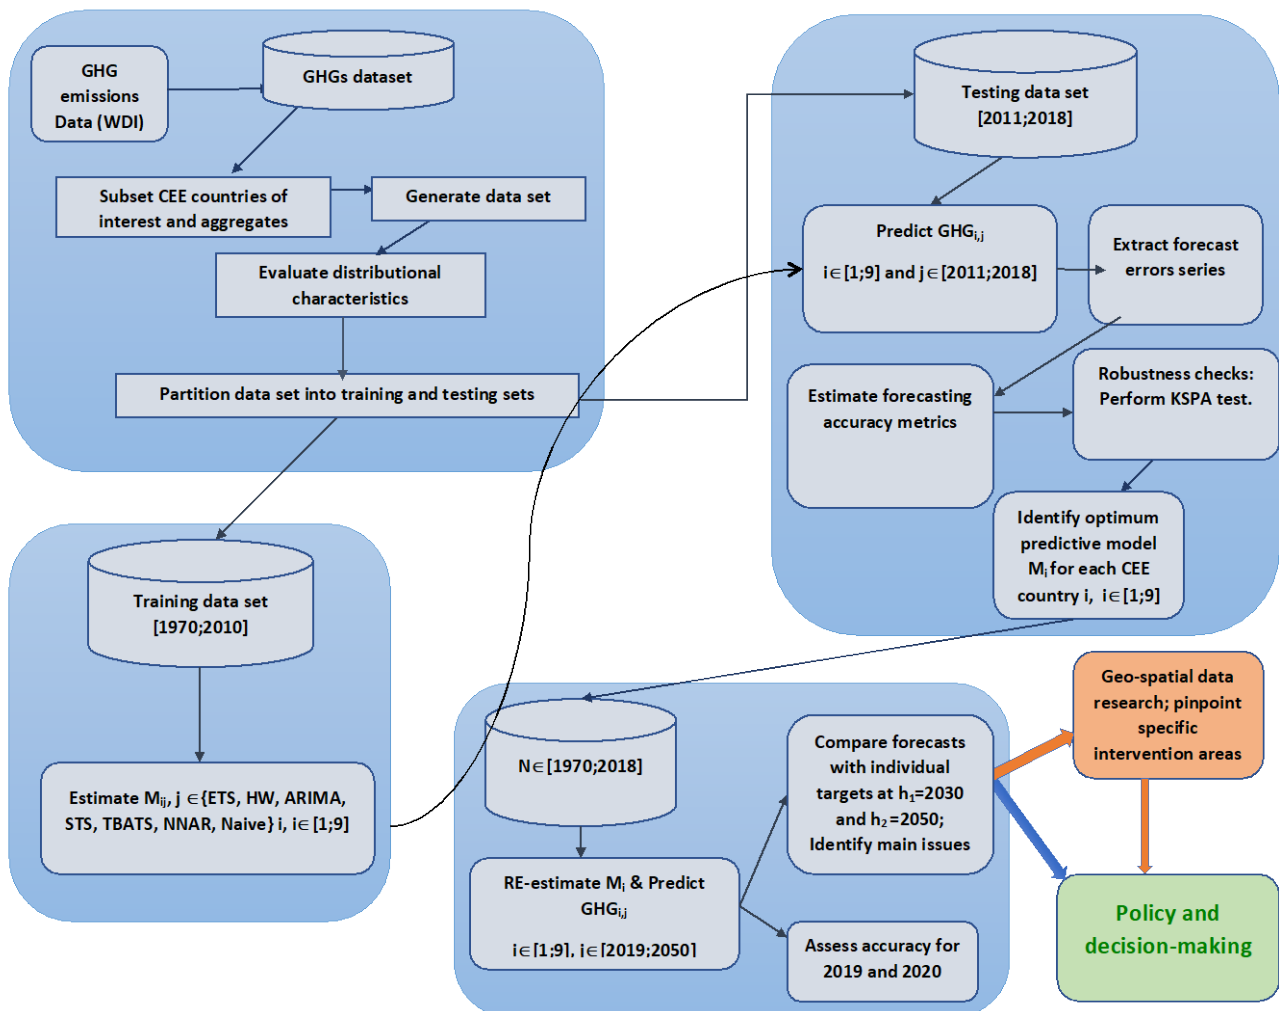 GHG
emissions
Data (WDI)
GHGs dataset
Subset CEE countries of
interest and aggregates
Generate data set
Evaluate distributional
characteristics
Partition data set into training and testing sets
Training data set
[1970;2010]
Estimate Mij, j ∈{ETS, HW, ARIMA,
STS, TBATS, NNAR, Naive} i, i∈[1;9]
Testing data set
[2011;2018]
Predict GHGi,j
i∈[1;9] and j∈[2011;2018]
Extract forecast
errors series
Estimate forecasting
accuracy metrics
Robustness checks:
Perform KSPA test.
Identify optimum
predictive model
Mi for each CEE
country i, i∈[1;9]
N∈[1970;2018]
RE-estimate Mi & Predict
GHGi,j
i∈[1;9], j∈[2019;2050]
Compare forecasts
with individual
targets at h1=2030
and h2=2050;
Identify main issues
Assess accuracy for
2019 and 2020
Geo-spatial data
research; pinpoint
specific
intervention areas
Policy and
decision-making